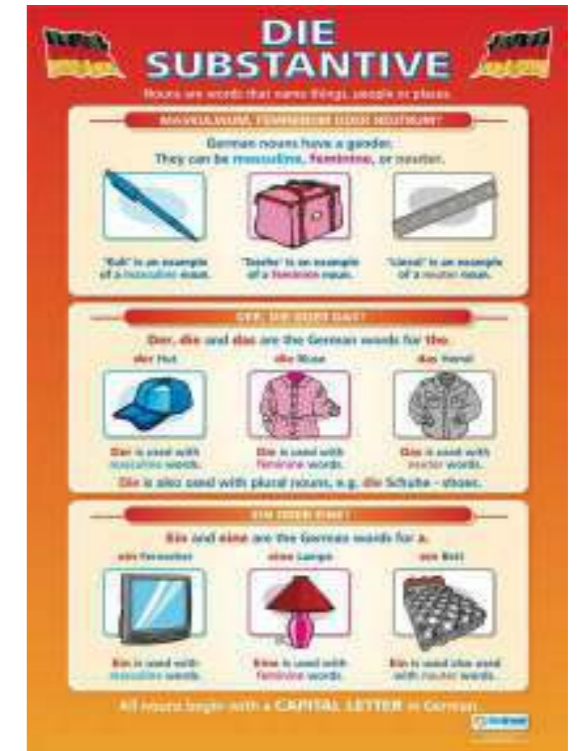 DIE
SUBSTANTIVE
Nouns are words that name things, people or places.
MASKULINUM, FEMININUM ODER NEUTRUM?
German nouns have a gender.
They can be masculine, feminine, or neuter.
'Kuli' is an example
of a masculine noun.
'Tasche' is an example
of a feminine noun.
'Lineal' is an example
of a neuter noun.
DER, DIE ODER DAS?
Der, die and das are the German words for the.
der Hut
die Bluse
das Hemd
Der is used with
masculine words.
Die is used with
feminine words.
Das is used with
neuter words.
Die is also used with plural nouns, e.g. die Schuhe - shoes.
EIN ODER EINE?
Ein and eine are the German words for a.
ein Fernseher
eine Lampe
ein Bett
Ein is used with
masculine words.
Eine is used with
feminine words.
Ein is used also used
with neuter words.
All nouns begin with a CAPITAL LETTER in German.